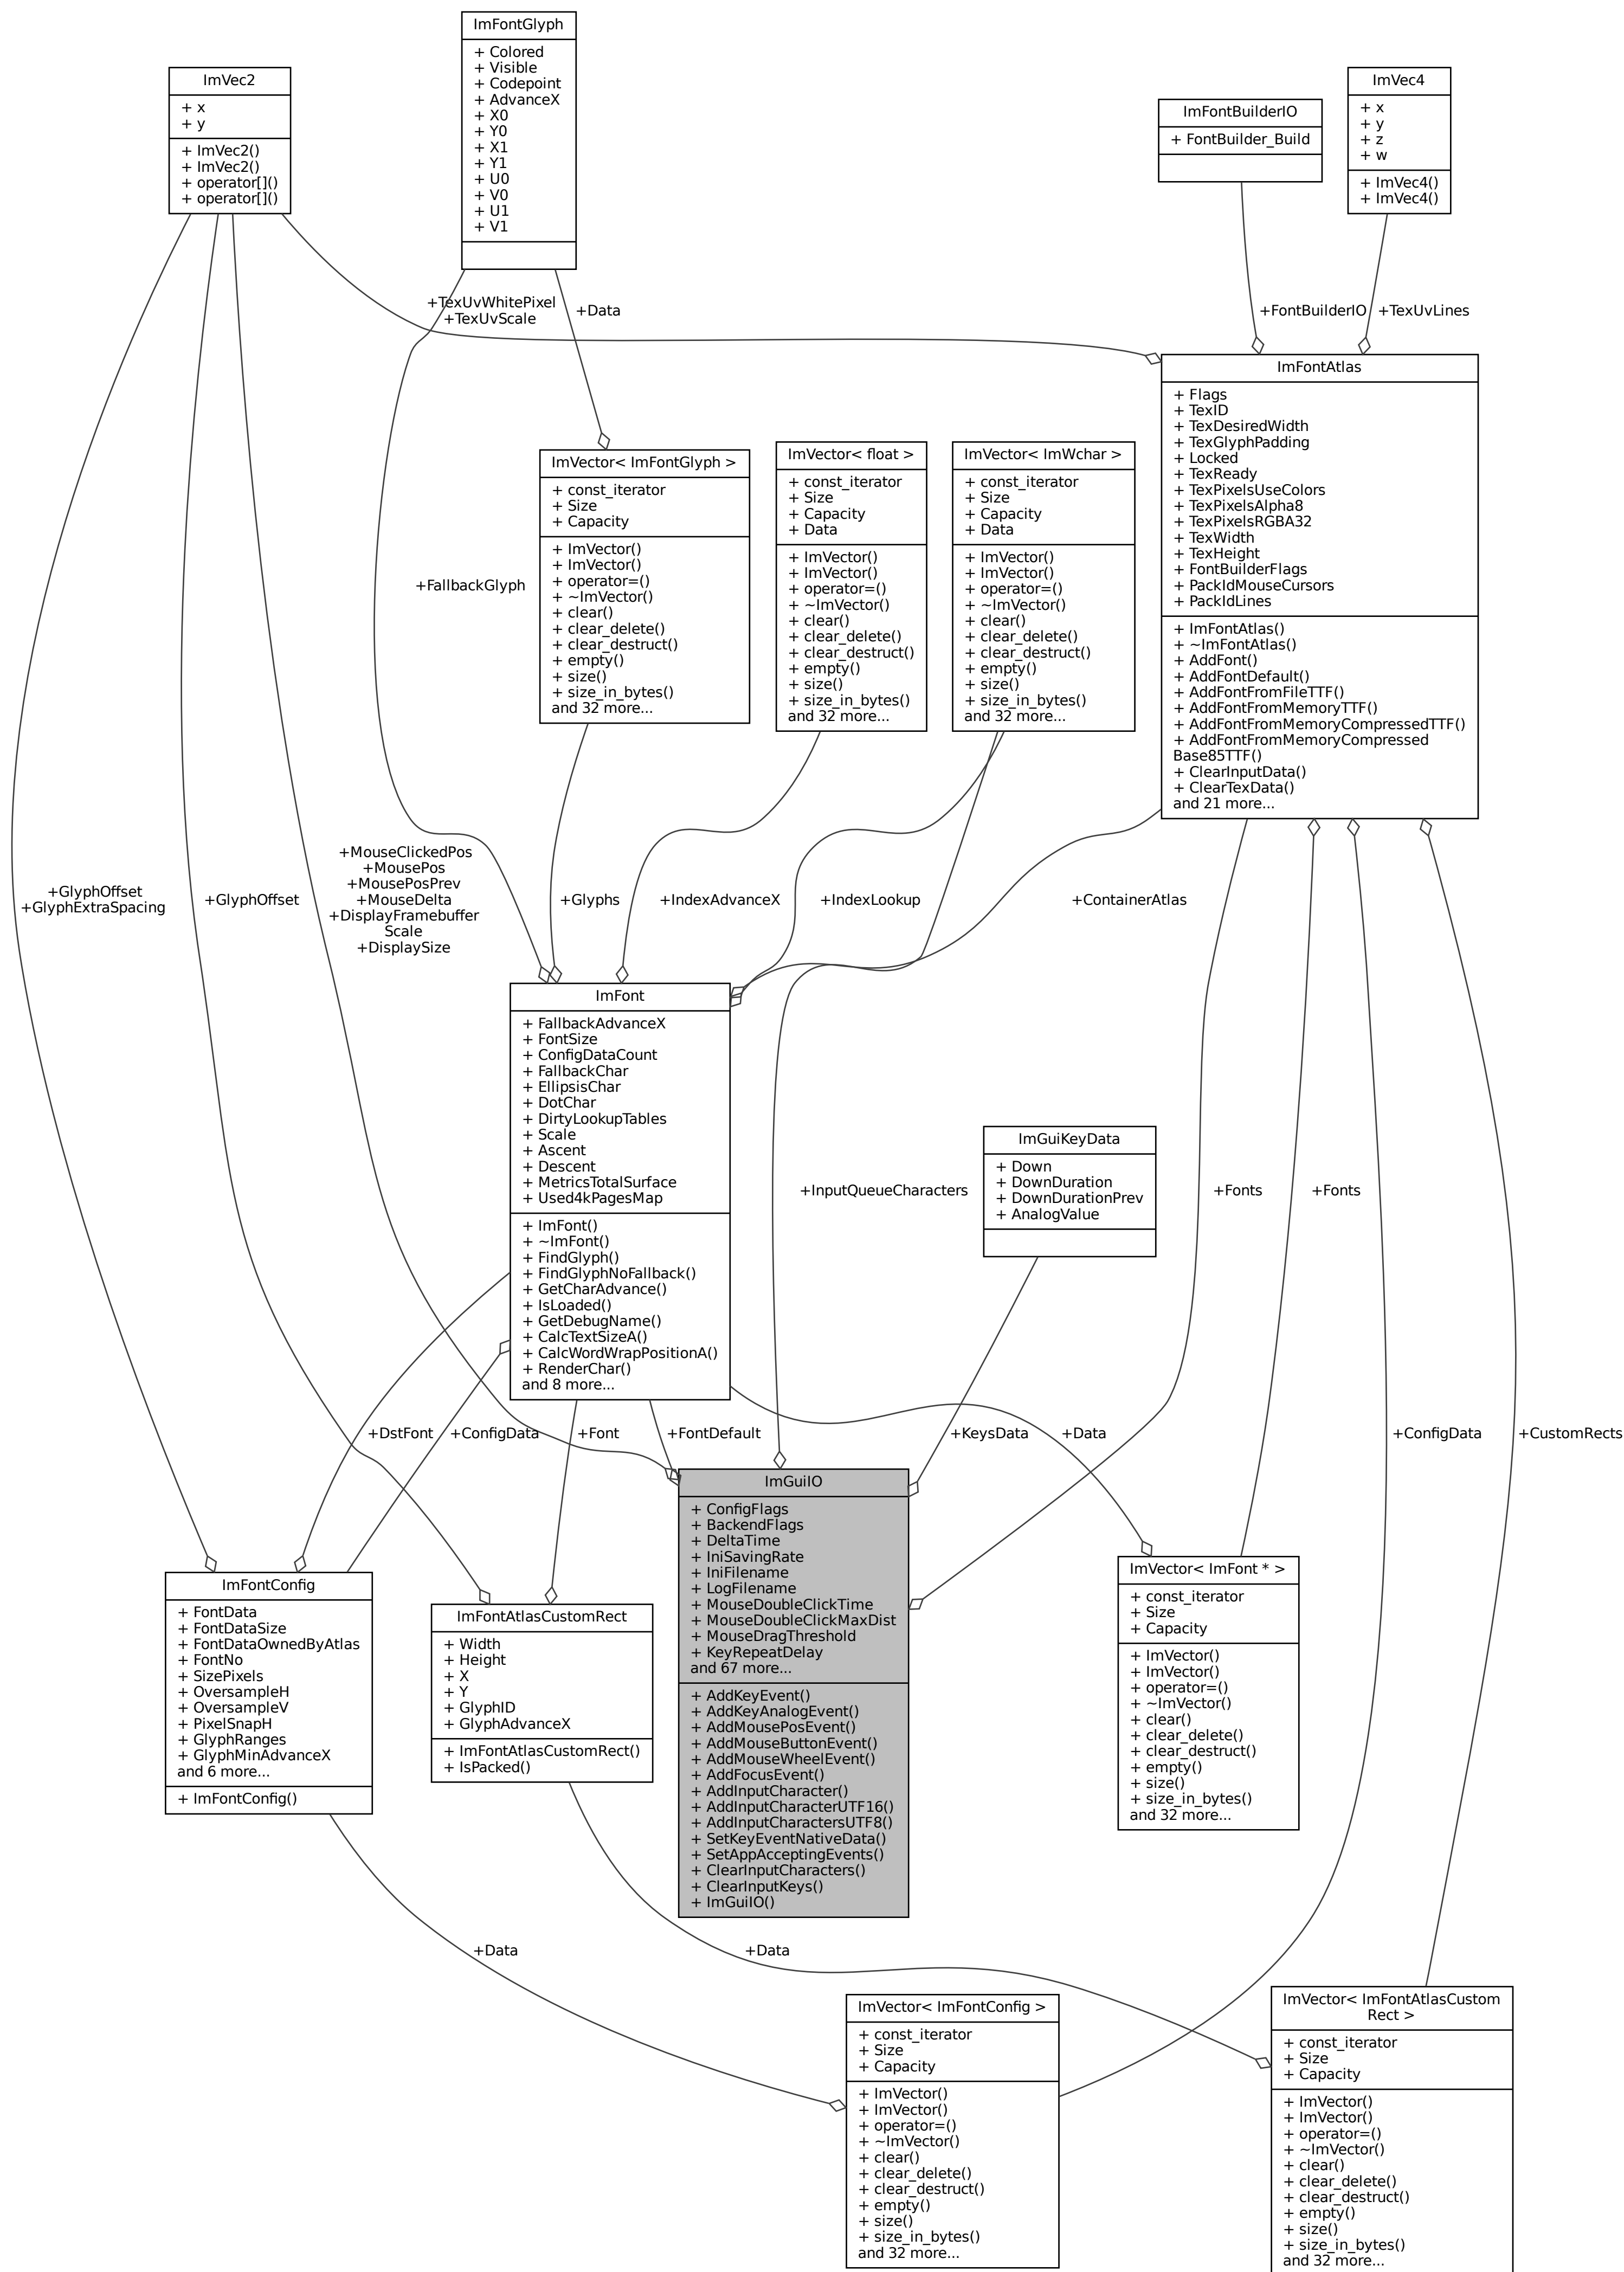 ImFontGlyph
+ Colored
+ Visible
+ Codepoint
+ AdvanceX
+ X0
+ Y0
+ X1
+ Y1
+ U0
+ V0
+ U1
+ V1
ImVec2
+ x
+ y
+ ImVec2()
+ ImVec2()
+ operator[]()
+ operator[]()
ImFontBuilderIO
+ FontBuilder_Build
ImVec4
+ x
+ y
+ z
+ w
+ ImVec4()
+ ImVec4()
+TexUvWhitePixel
+TexUvScale
+Data
+FontBuilderIO
+TexUvLines
ImFontAtlas
+ Flags
+ TexID
+ TexDesiredWidth
+ TexGlyphPadding
+ Locked
+ TexReady
+ TexPixelsUseColors
+ TexPixelsAlpha8
+ TexPixelsRGBA32
+ TexWidth
+ TexHeight
+ FontBuilderFlags
+ PackIdMouseCursors
+ PackIdLines
+ ImFontAtlas()
+ ~ImFontAtlas()
+ AddFont()
+ AddFontDefault()
+ AddFontFromFileTTF()
+ AddFontFromMemoryTTF()
+ AddFontFromMemoryCompressedTTF()
+ AddFontFromMemoryCompressed
Base85TTF()
+ ClearInputData()
+ ClearTexData()
and 21 more...
+FallbackGlyph
ImVector< ImFontGlyph >
+ const_iterator
+ Size
+ Capacity
+ ImVector()
+ ImVector()
+ operator=()
+ ~ImVector()
+ clear()
+ clear_delete()
+ clear_destruct()
+ empty()
+ size()
+ size_in_bytes()
and 32 more...
ImVector< float >
+ const_iterator
+ Size
+ Capacity
+ Data
+ ImVector()
+ ImVector()
+ operator=()
+ ~ImVector()
+ clear()
+ clear_delete()
+ clear_destruct()
+ empty()
+ size()
+ size_in_bytes()
and 32 more...
ImVector< ImWchar >
+ const_iterator
+ Size
+ Capacity
+ Data
+ ImVector()
+ ImVector()
+ operator=()
+ ~ImVector()
+ clear()
+ clear_delete()
+ clear_destruct()
+ empty()
+ size()
+ size_in_bytes()
and 32 more...
+GlyphOffset
+GlyphExtraSpacing
+GlyphOffset
+MouseClickedPos
+MousePos
+MousePosPrev
+MouseDelta
+DisplayFramebuffer
Scale
+DisplaySize
+Glyphs
+IndexAdvanceX
+IndexLookup
+ContainerAtlas
ImFont
+ FallbackAdvanceX
+ FontSize
+ ConfigDataCount
+ FallbackChar
+ EllipsisChar
+ DotChar
+ DirtyLookupTables
+ Scale
+ Ascent
+ Descent
+ MetricsTotalSurface
+ Used4kPagesMap
+ ImFont()
+ ~ImFont()
+ FindGlyph()
+ FindGlyphNoFallback()
+ GetCharAdvance()
+ IsLoaded()
+ GetDebugName()
+ CalcTextSizeA()
+ CalcWordWrapPositionA()
+ RenderChar()
and 8 more...
+InputQueueCharacters
ImGuiKeyData
+ Down
+ DownDuration
+ DownDurationPrev
+ AnalogValue
+Fonts
+Fonts
+DstFont
+ConfigData
+Font
+FontDefault
+KeysData
+Data
+ConfigData
+CustomRects
ImFontConfig
+ FontData
+ FontDataSize
+ FontDataOwnedByAtlas
+ FontNo
+ SizePixels
+ OversampleH
+ OversampleV
+ PixelSnapH
+ GlyphRanges
+ GlyphMinAdvanceX
and 6 more...
+ ImFontConfig()
ImFontAtlasCustomRect
+ Width
+ Height
+ X
+ Y
+ GlyphID
+ GlyphAdvanceX
+ ImFontAtlasCustomRect()
+ IsPacked()
ImGuiIO
+ ConfigFlags
+ BackendFlags
+ DeltaTime
+ IniSavingRate
+ IniFilename
+ LogFilename
+ MouseDoubleClickTime
+ MouseDoubleClickMaxDist
+ MouseDragThreshold
+ KeyRepeatDelay
and 67 more...
+ AddKeyEvent()
+ AddKeyAnalogEvent()
+ AddMousePosEvent()
+ AddMouseButtonEvent()
+ AddMouseWheelEvent()
+ AddFocusEvent()
+ AddInputCharacter()
+ AddInputCharacterUTF16()
+ AddInputCharactersUTF8()
+ SetKeyEventNativeData()
+ SetAppAcceptingEvents()
+ ClearInputCharacters()
+ ClearInputKeys()
+ ImGuiIO()
ImVector< ImFont * >
+ const_iterator
+ Size
+ Capacity
+ ImVector()
+ ImVector()
+ operator=()
+ ~ImVector()
+ clear()
+ clear_delete()
+ clear_destruct()
+ empty()
+ size()
+ size_in_bytes()
and 32 more...
+Data
+Data
ImVector< ImFontConfig >
+ const_iterator
+ Size
+ Capacity
+ ImVector()
+ ImVector()
+ operator=()
+ ~ImVector()
+ clear()
+ clear_delete()
+ clear_destruct()
+ empty()
+ size()
+ size_in_bytes()
and 32 more...
ImVector< ImFontAtlasCustom
Rect >
+ const_iterator
+ Size
+ Capacity
+ ImVector()
+ ImVector()
+ operator=()
+ ~ImVector()
+ clear()
+ clear_delete()
+ clear_destruct()
+ empty()
+ size()
+ size_in_bytes()
and 32 more...